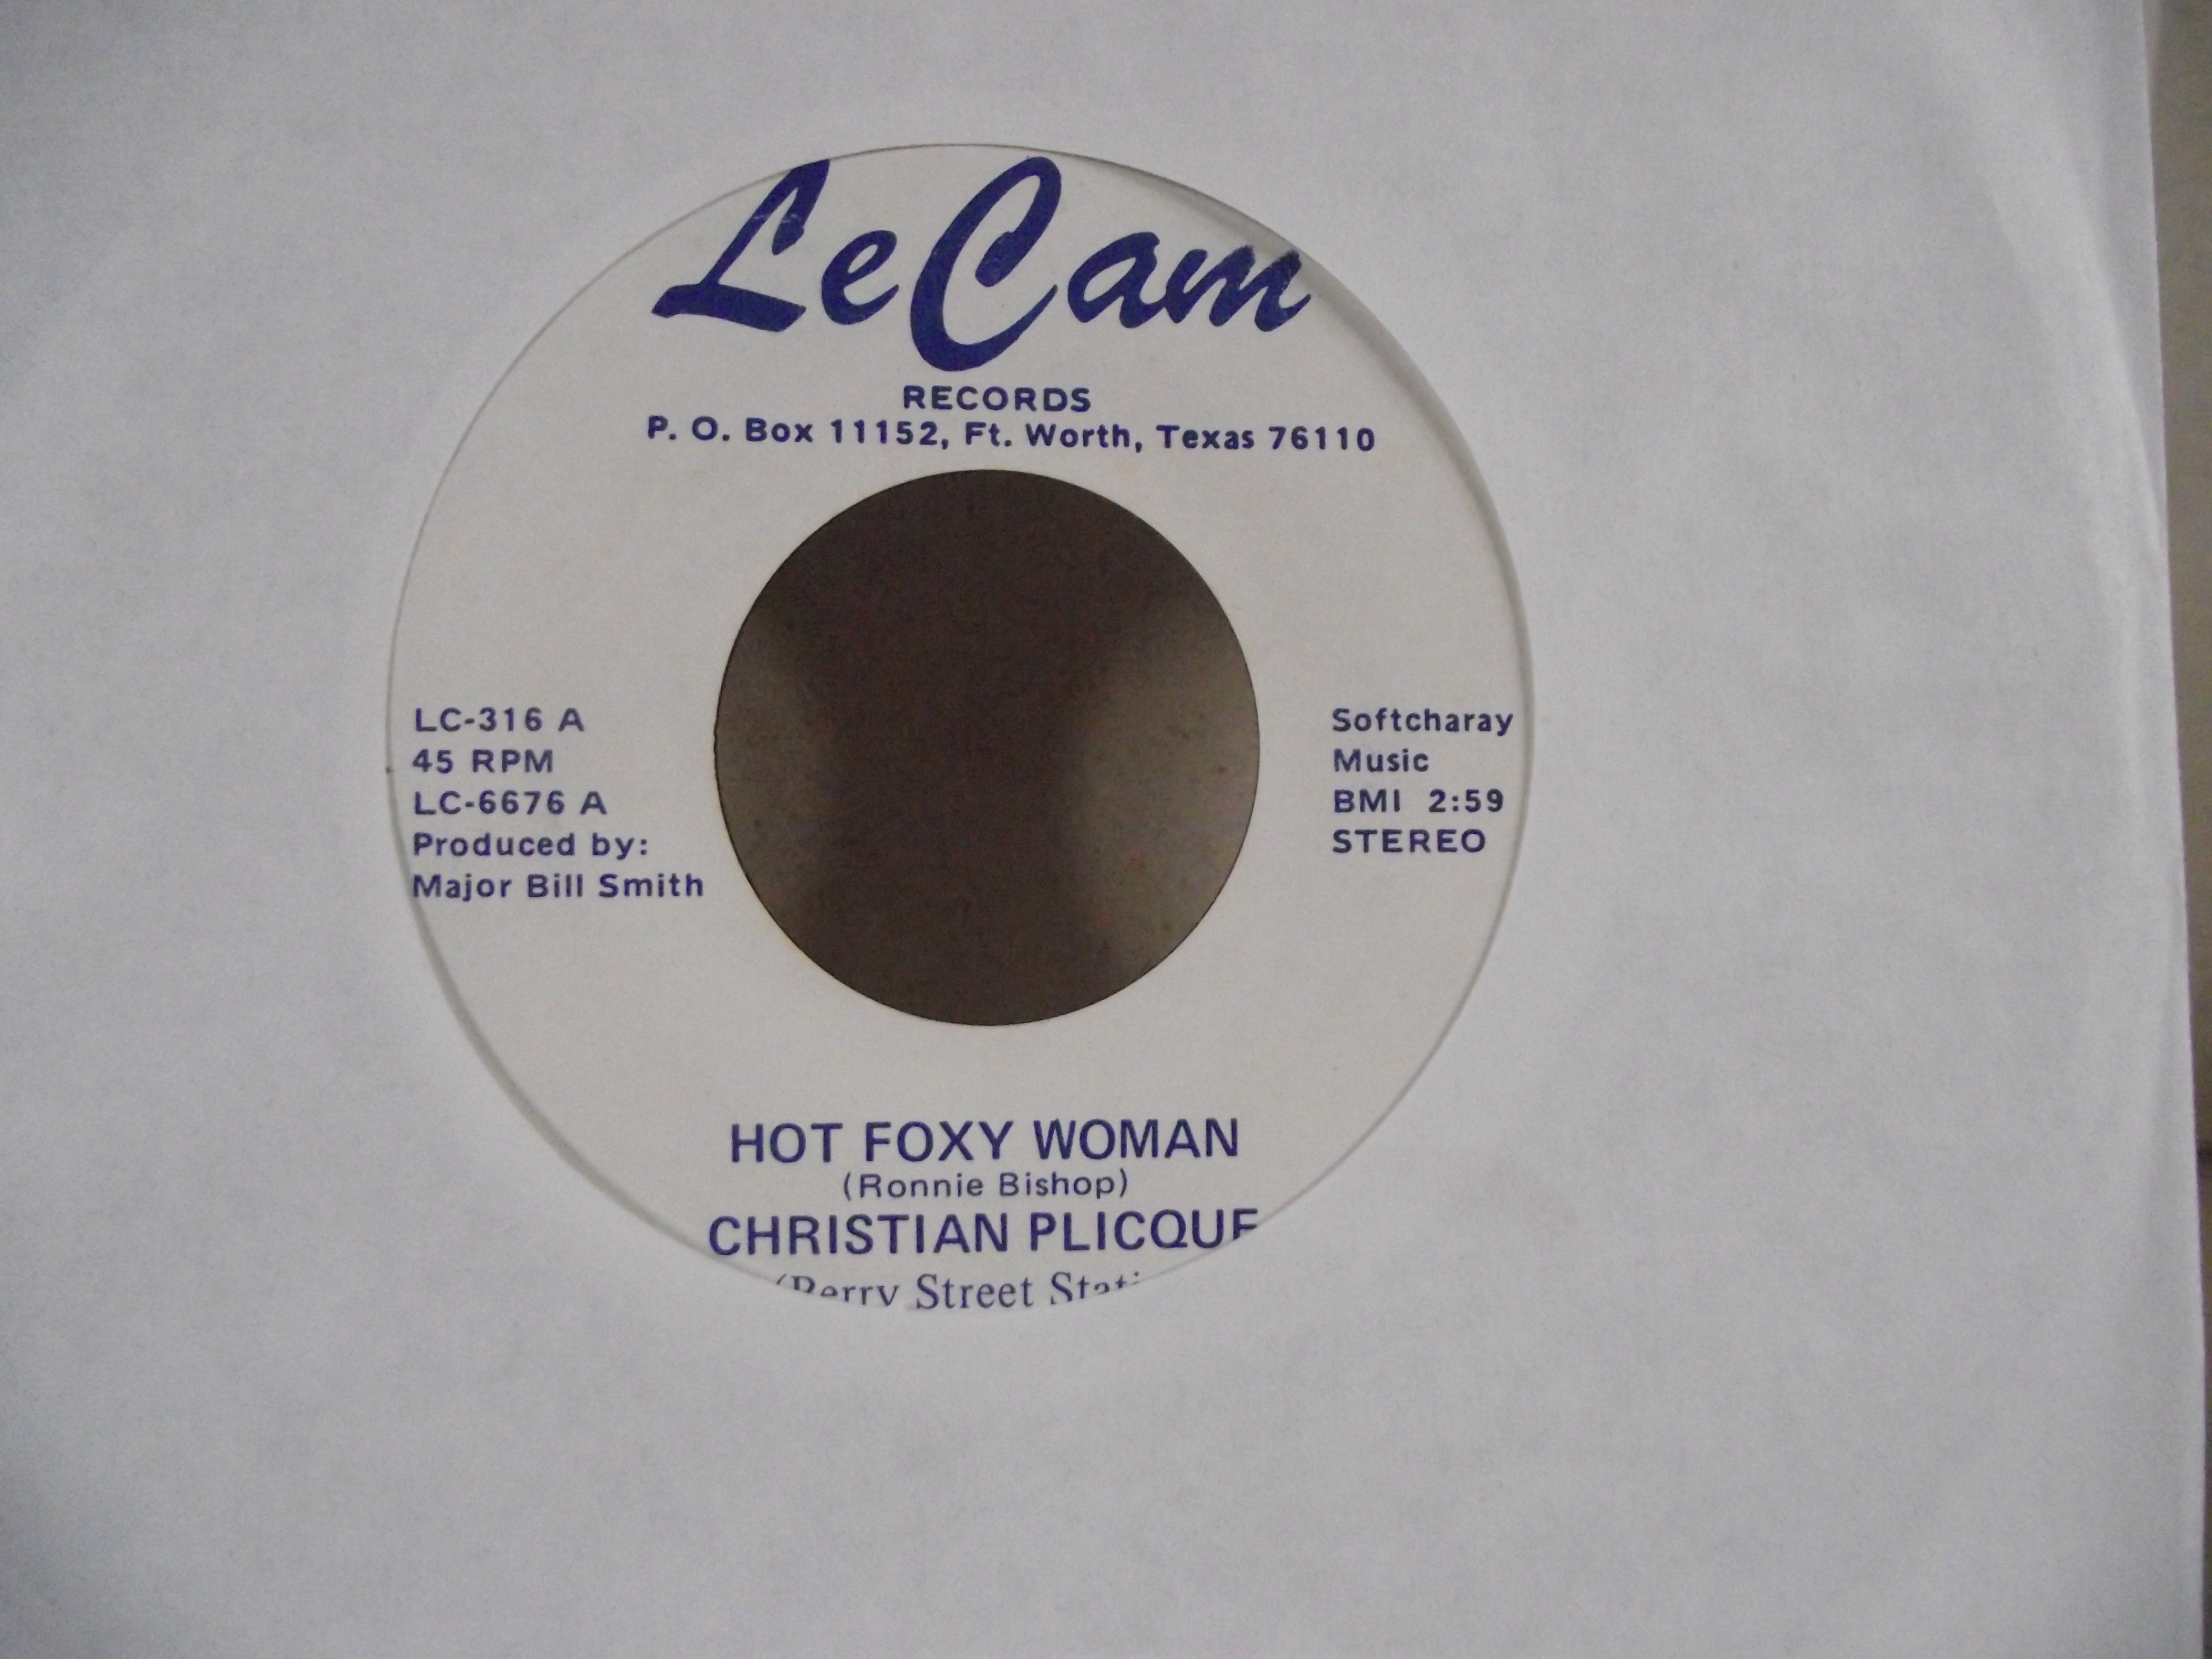 LeCam
RECORDS
P. O. Box 11152, Ft. Worth, Texas 76110
LC-316 A
45 RPM
LC-6676 A
Produced by:
Major Bill Smith
Softcharay
Music
BMI 2:59
STEREO
HOT FOXY WOMAN
(Ronnie Bishop)
CHRISTIAN PLICQUE
Street